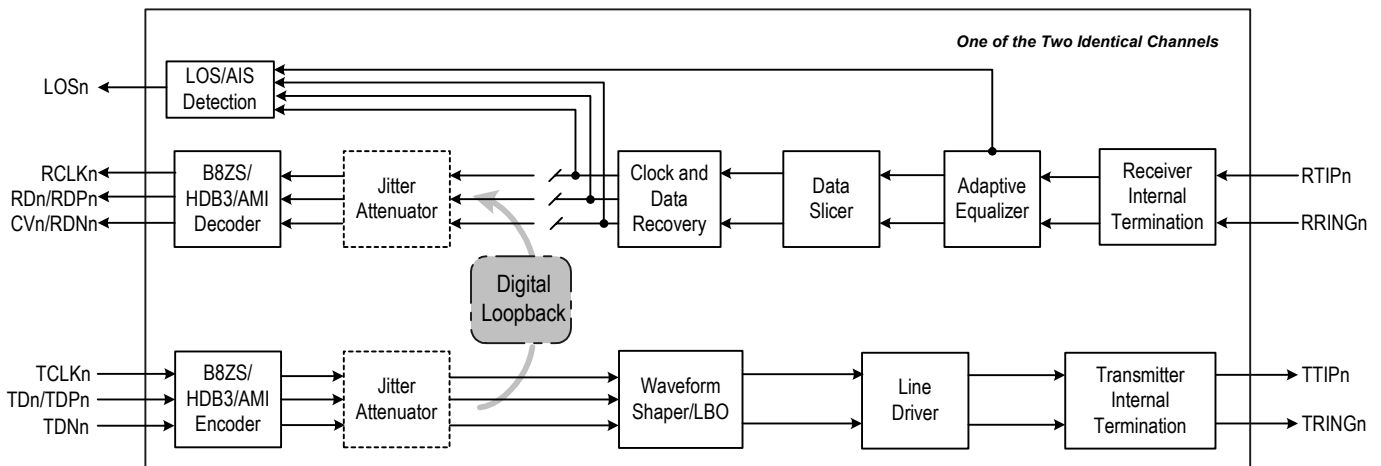 One of the Two Identical Channels
LOSn
LOS/AIS
Detection
RCLKn
RDn/RDPn
CVn/RDNn
B8ZS/
HDB3/AMI
Decoder
Jitter
Attenuator
Clock and
Data
Recovery
Data
Slicer
Adaptive
Equalizer
Receiver
Internal
Termination
RTIPn
RRINGn
Digital
Loopback
TCLKn
TDn/TDPn
TDNn
B8ZS/
HDB3/AMI
Encoder
Jitter
Attenuator
Waveform
Shaper/LBO
Line
Driver
Transmitter
Internal
Termination
TTIPn
TRINGn